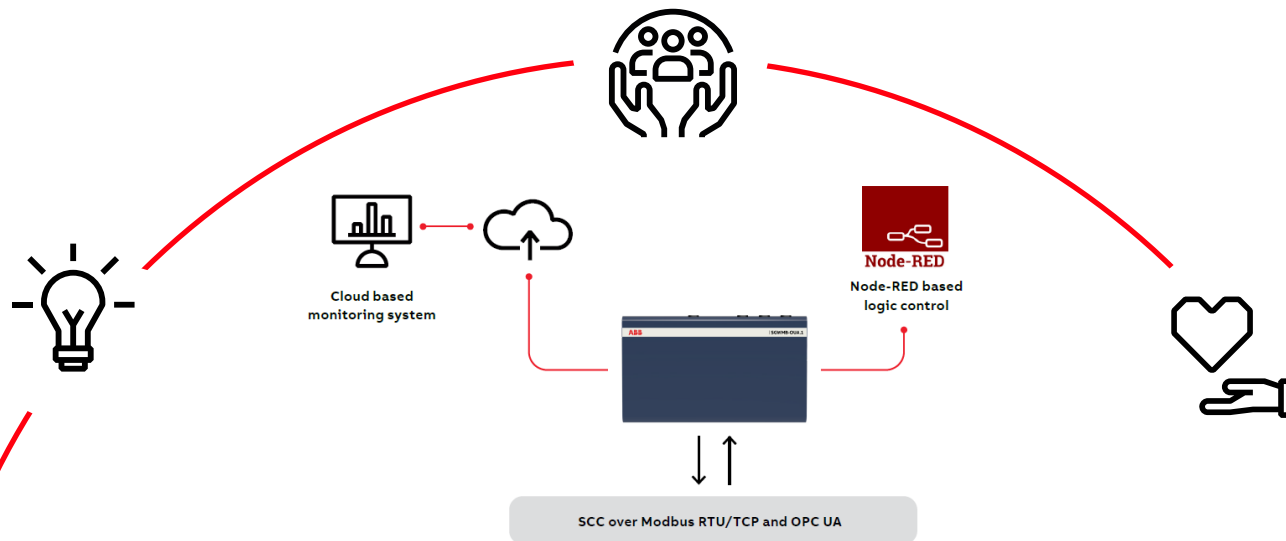 Node-RED
Node-RED based
logic control
Cloud based
monitoring system
ABB
SCC over Modbus RTU/TCP and OPC UA